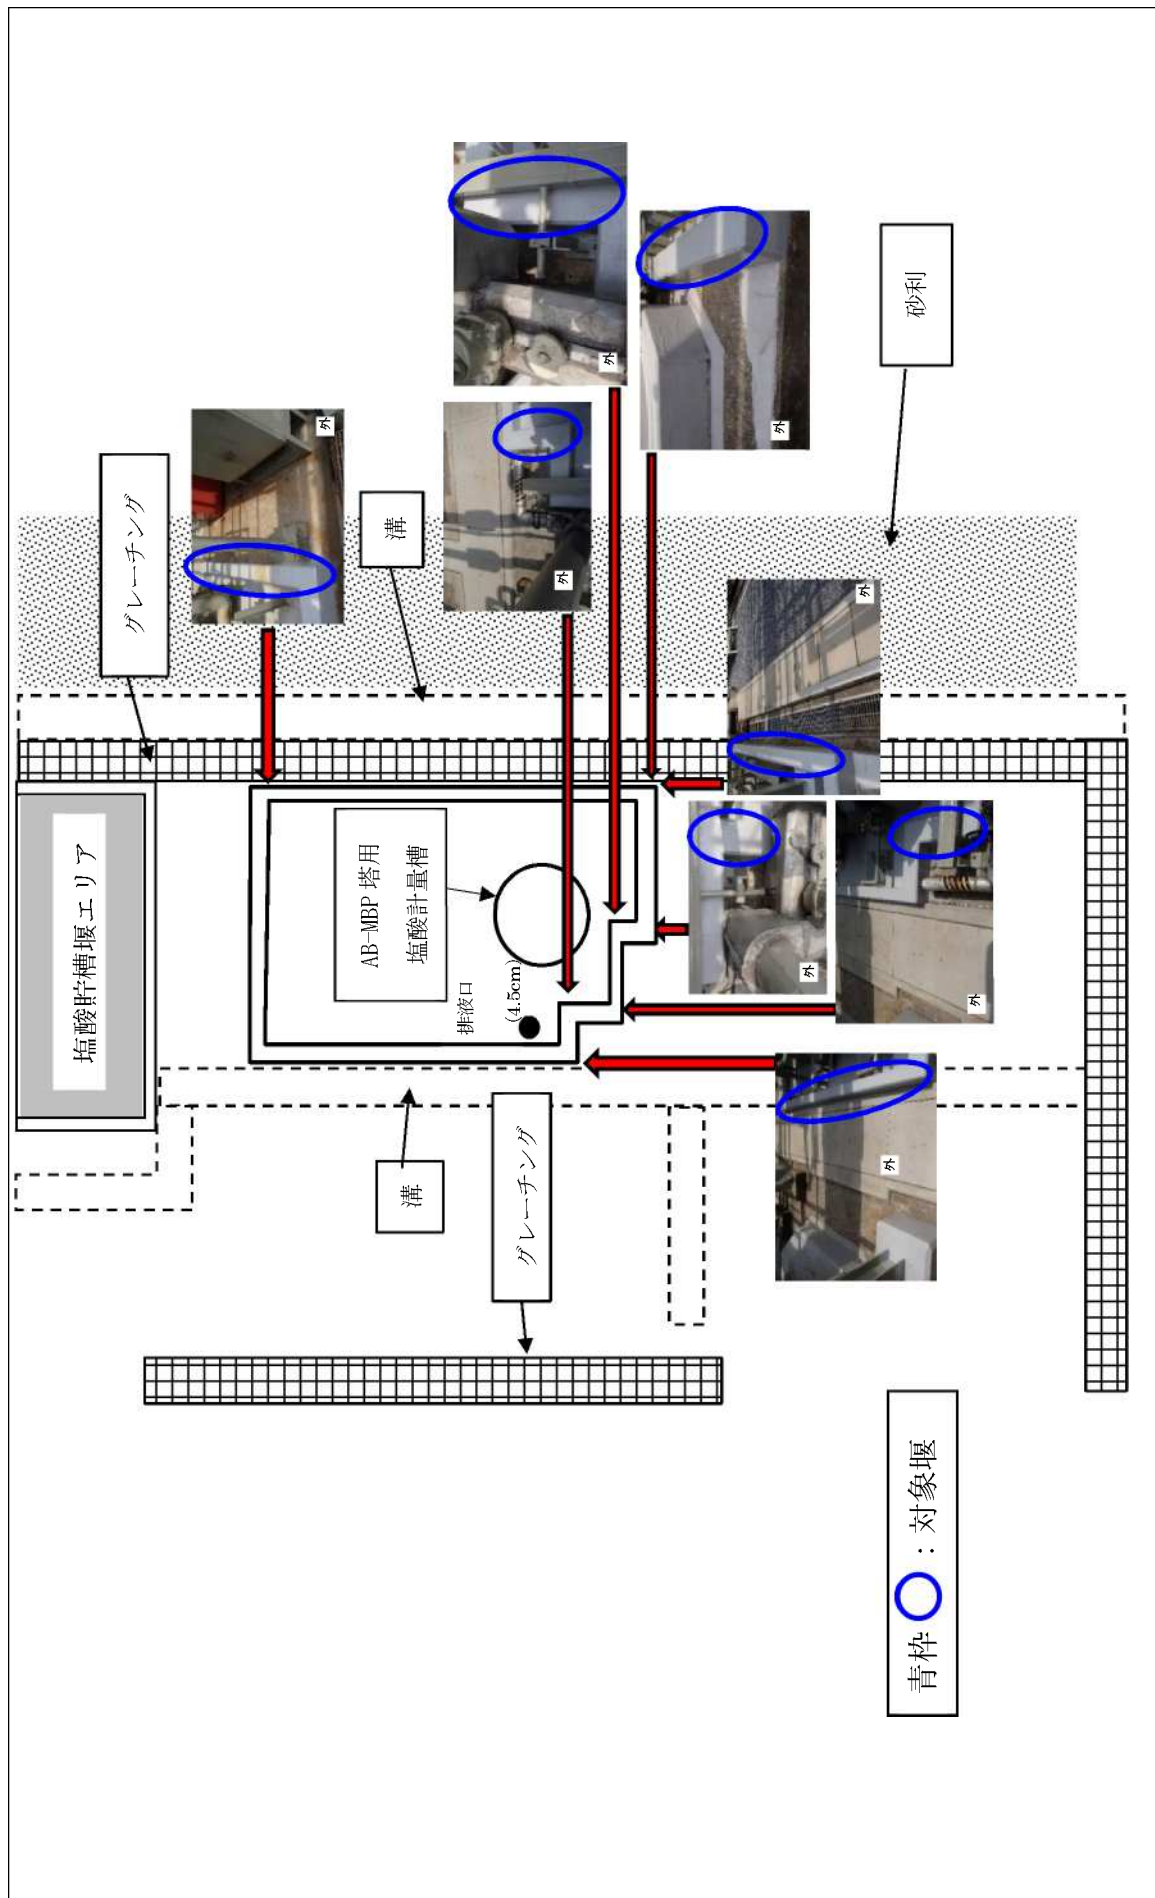 塩酸貯槽堰エリア
グレーチング
外
AB-MBP 塔用
塩酸計量槽
溝
溝
排液口
(4.5cm)
グレーチング
外
外
外
外
外
外
外
砂利
青枠 : 対象堰